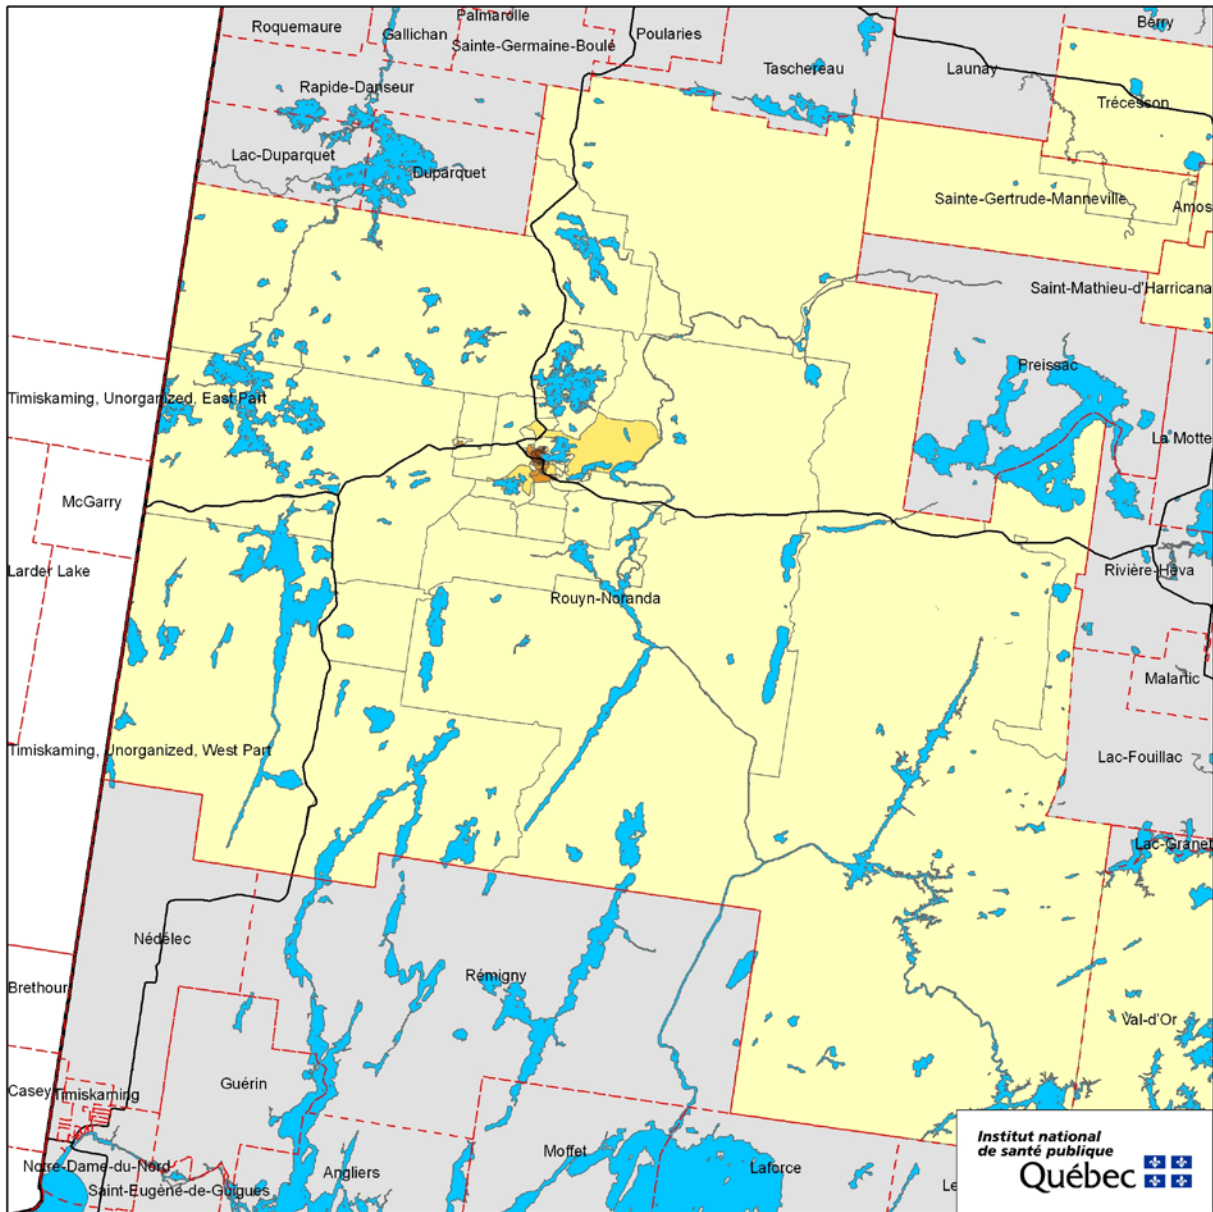 Palmarolle
Roquemaure
Gallichan
Poularies
Berry
Sainte-Germaine-Boulé
Taschereau
Launay
Rapide-Danseur
Trécesson
Lac-Duparquet
Duparquet
Sainte-Gertrude-Manneville
Amos
Saint-Mathieu-d'Harricana
Preissac
Timiskaming, Unorganized, East Part
La Motte
McGarry
Larder Lake
Rivière-Héva
Rouyn-Noranda
Malartic
Timiskaming, Unorganized, West Part
Lac-Fouillac
Lac-Granet
Nédélec
Rémigny
Brethour
Val-d'Or
Guérin
Casey
Timiskaming
Institut national
de santé publique
Québec
Moffet
Notre-Dame-du-Nord
Angliers
Laforce
Saint-Eugène-de-Guigues
Le